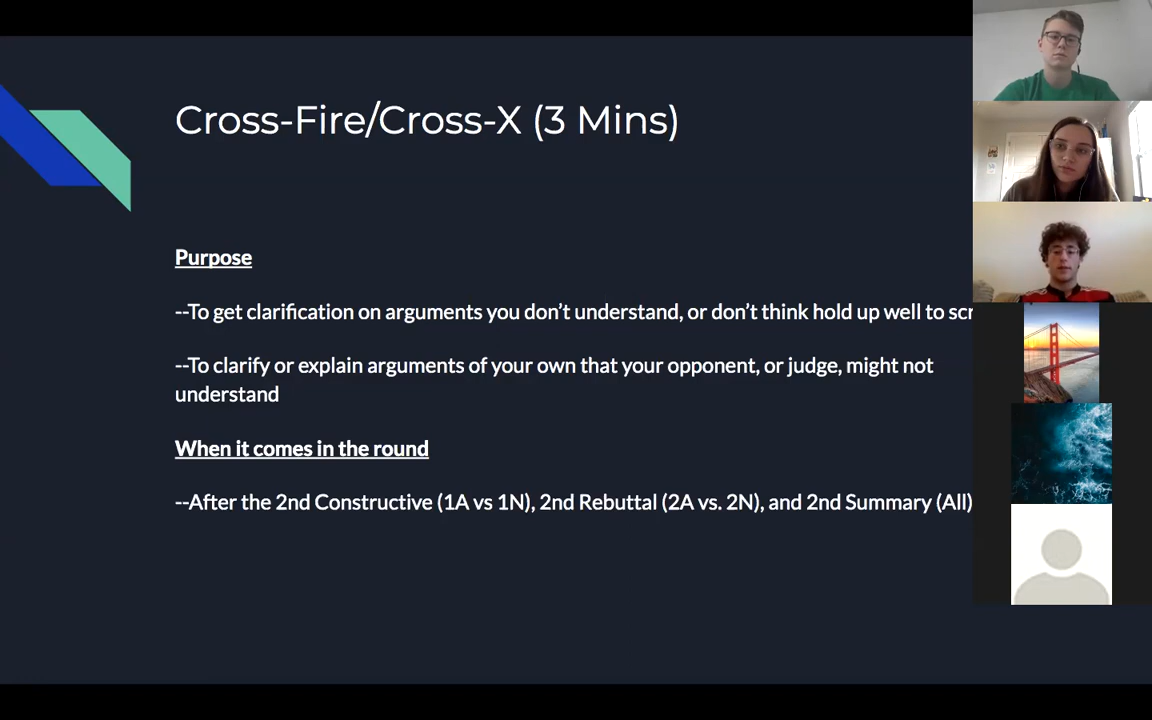 Cross-Fire/Cross-X (3 Mins)
Purpose
--To get clarification on arguments you don’t understand, or don’t think hold up well to scr
--To clarify or explain arguments of your own that your opponent, or judge, might not
understand
When it comes in the round
--After the 2nd Constructive (1A vs 1N), 2nd Rebuttal (2A vs. 2N), and 2nd Summary (All)